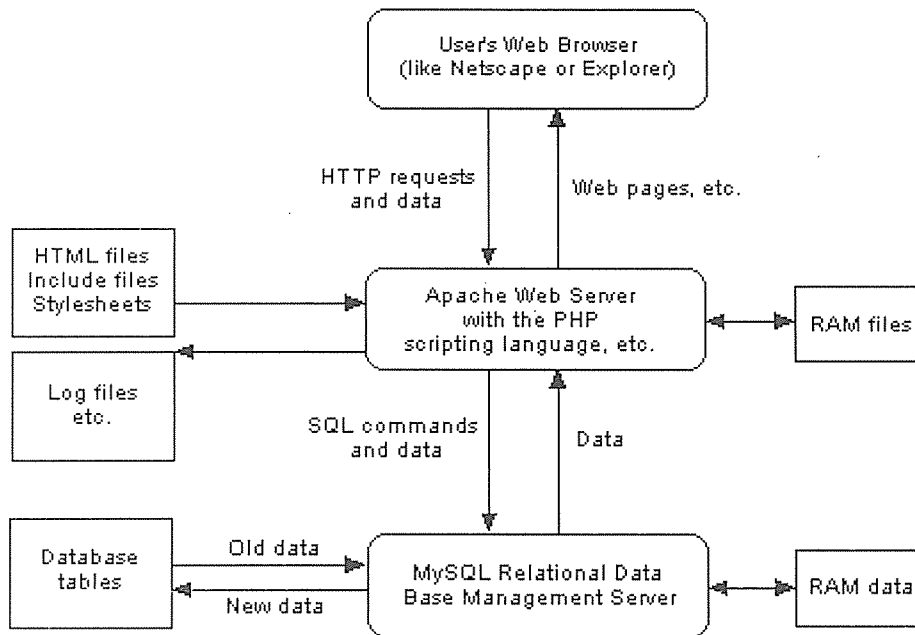 User's Web Browser
(like Netscape or Explorer)
HTTP requests
and data
Web pages, etc.
HTML files
Include files
Stylesheets
Apache Web Server
with the PHP
scripting language, etc.
RAM files
Log files
etc.
SQL commands
and data
Data
Database
tables
Old data
New data
MySQL Relational Data
Base Management Server
RAM data